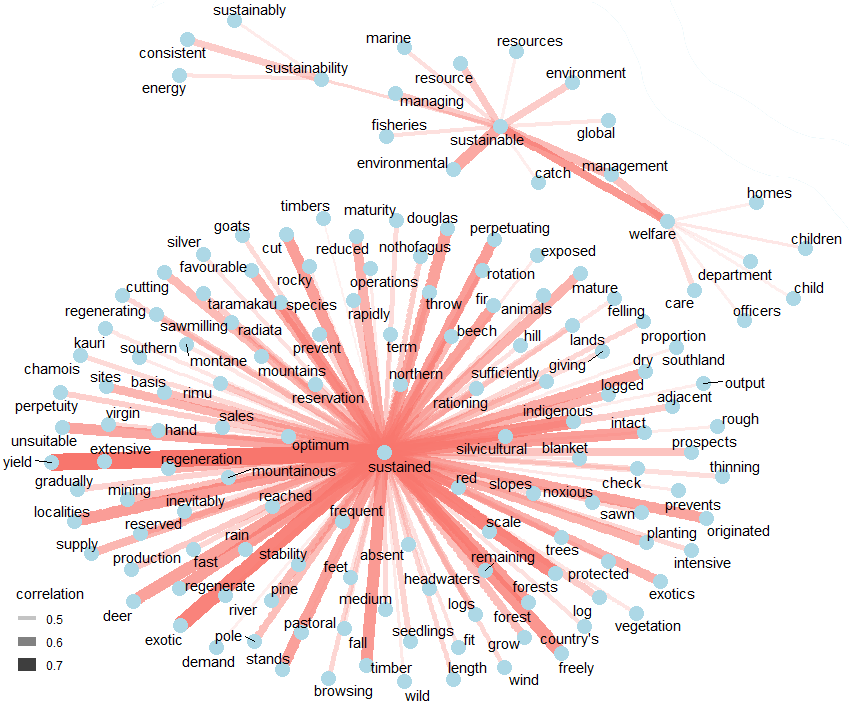 sustainably
marine
resources
consistent
sustainability
resource
environment
energy
managing
fisheries
sustainable
global
environmental
catch
management
homes
welfare
children
department
child
care
officers
timbers
maturity
douglas
goats
cut
reduced
nothofagus
perpetuating
silver
favourable
rocky
operations
exposed
cutting
taramakau
species
rapidly
throw
rotation
fir
animals
mature
regenerating
sawmilling
radiata
felling
kauri
southern
montane
prevent
term
beech
hill
lands
proportion
chamois
sites
basis
mountains
northern
sufficiently
giving
dry
southland
perpetuity
rimu
reservation
rationing
logged
output
virgin
sales
indigenous
adjacent
unsuitable
hand
optimum
silvicultural
intact
rough
yield
extensive
regeneration
mountainous
sustained
blanket
prospects
gradually
mining
inevitably
reached
red
slopes
noxious
check
thinning
localities
reserved
frequent
scale
sawn
prevents
originated
supply
production
fast
rain
stability
absent
remaining
trees
planting
intensive
deer
regenerate
river
pine
feet
headwaters
forests
protected
exotics
exotic
pole
pastoral
medium
logs
forest
log
vegetation
demand
stands
fall
seedlings
fit
grow
country's
browsing
timber
wild
length
wind
freely
correlation
0.5
0.6
0.7